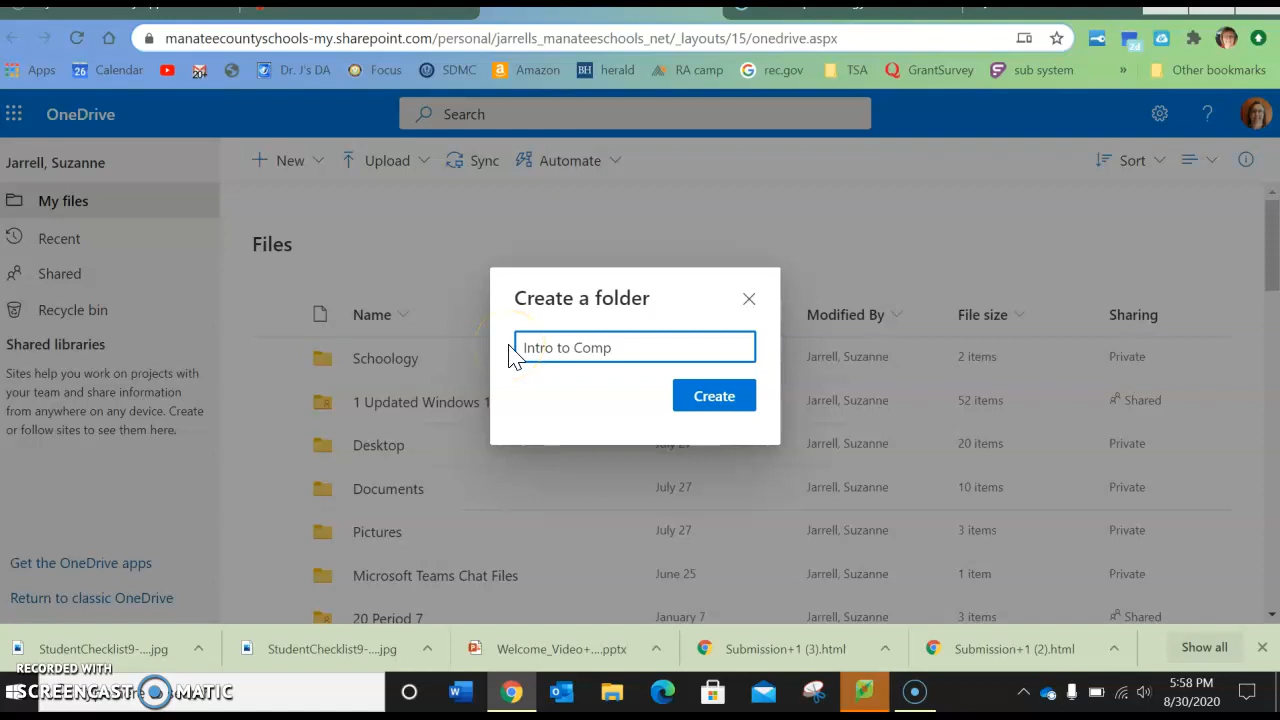 manateecountyschools-my.sharepoint.com/personal/jarrells_manateeschools_net/_layouts/15/onedrive.aspx
2d
Apps 26 Calendar 20+ Dr. J's DA Focus SDMC a Amazon BH herald RA camp rec.gov TSA GrantSurvey sub system » Other bookmarks
OneDrive Search ?
Jarrell, Suzanne New Upload Sync Automate Sort
My files
Recent
Shared
Recycle bin
Shared libraries
Sites help you work on projects with
your team and share information
from anywhere on any device. Create
or follow sites to see them here.
Get the OneDrive apps
Return to classic OneDrive
Files
Name Modified By File size Sharing
Schoology Jarrell, Suzanne 2 items Private
1 Updated Windows 1 Jarrell, Suzanne 52 items Shared
Desktop Jarrell, Suzanne 20 items Private
Documents July 27 Jarrell, Suzanne 10 items Private
Pictures July 27 Jarrell, Suzanne 3 items Private
Microsoft Teams Chat Files June 25 Jarrell, Suzanne 1 item Private
20 Period 7 January 7 Jarrell, Suzanne 3 items Shared
Create a folder
Intro to Comp
Create
StudentChecklist9-....jpg StudentChecklist9-....jpg Welcome_Video+....pptx Submission+1 (3).html Submission+1 (2).html Show all
RECORDED WITH
SCREENCAST MATIC
5:58 PM
8/30/2020